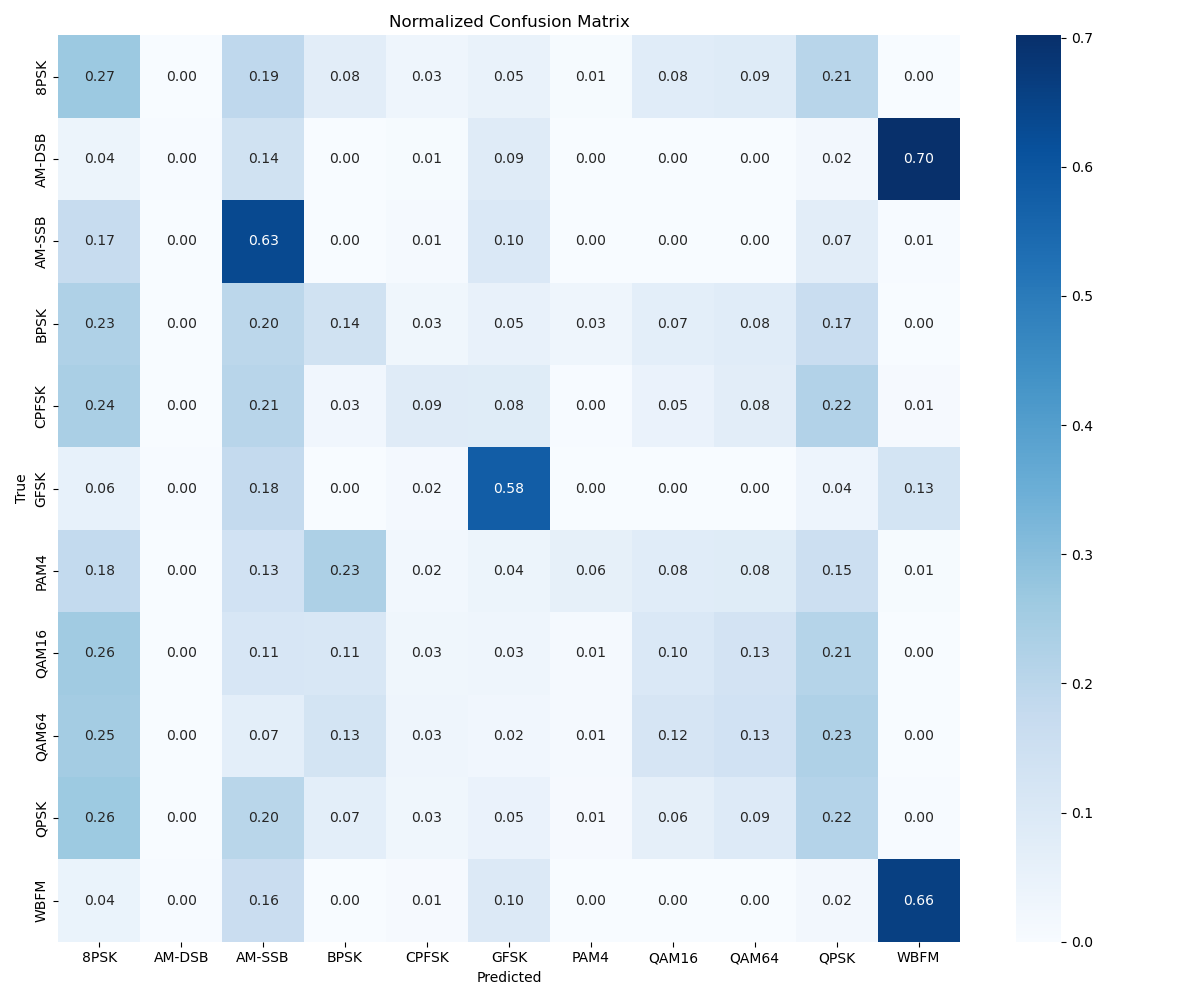 Normalized Confusion Matrix
8PSK 0.27 0.00 0.19 0.08 0.03 0.05 0.01 0.08 0.09 0.21 0.00
AM-DSB 0.04 0.00 0.14 0.00 0.01 0.09 0.00 0.00 0.00 0.02 0.70
AM-SSB 0.17 0.00 0.63 0.00 0.01 0.10 0.00 0.00 0.00 0.07 0.01
BPSK 0.23 0.00 0.20 0.14 0.03 0.05 0.03 0.07 0.08 0.17 0.00
CPFSK 0.24 0.00 0.21 0.03 0.09 0.08 0.00 0.05 0.08 0.22 0.01
True
GFSK 0.06 0.00 0.18 0.00 0.02 0.58 0.00 0.00 0.00 0.04 0.13
PAM4 0.18 0.00 0.13 0.23 0.02 0.04 0.06 0.08 0.08 0.15 0.01
QAM16 0.26 0.00 0.11 0.11 0.03 0.03 0.01 0.10 0.13 0.21 0.00
QAM64 0.25 0.00 0.07 0.13 0.03 0.02 0.01 0.12 0.13 0.23 0.00
QPSK 0.26 0.00 0.20 0.07 0.03 0.05 0.01 0.06 0.09 0.22 0.00
WBFM 0.04 0.00 0.16 0.00 0.01 0.10 0.00 0.00 0.00 0.02 0.66
8PSK AM-DSB AM-SSB BPSK CPFSK GFSK PAM4 QAM16 QAM64 QPSK WBFM
Predicted
0.7
0.6
0.5
0.4
0.3
0.2
0.1
0.0